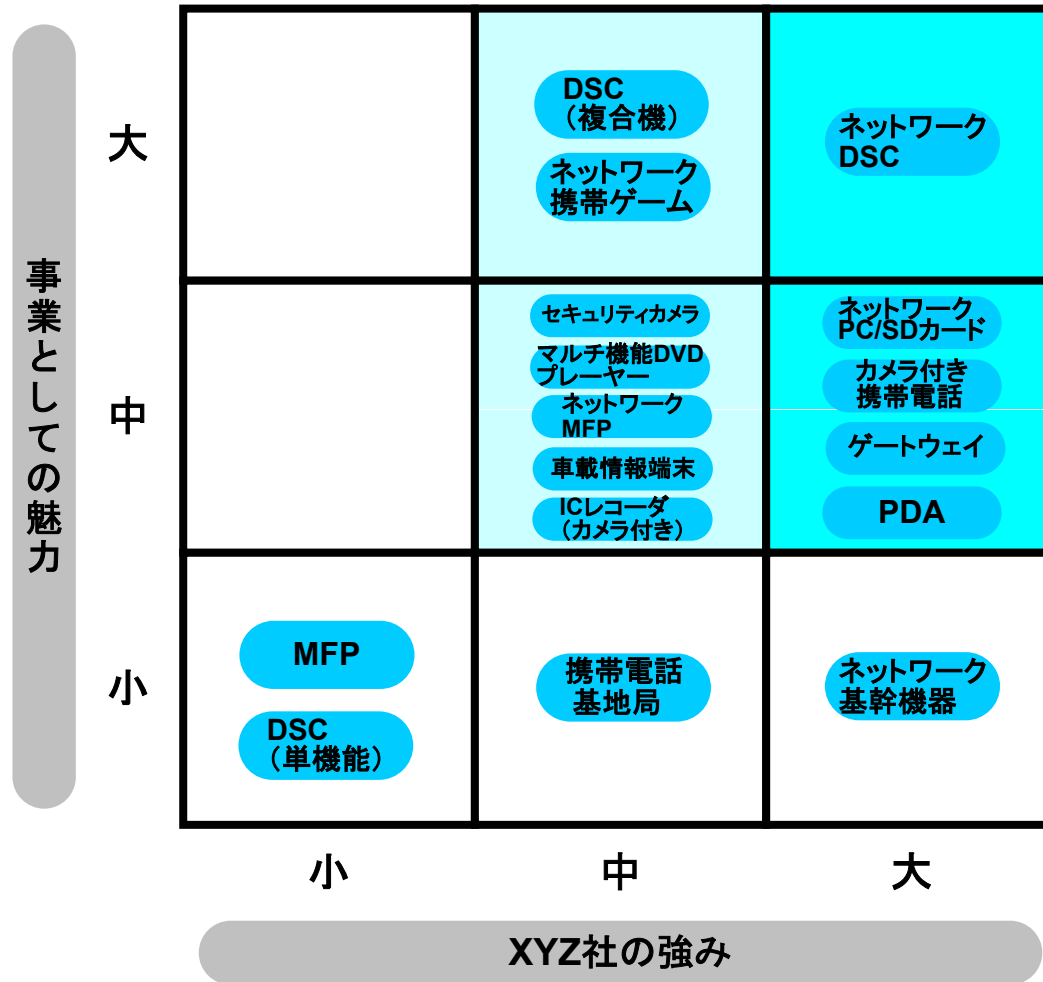 事業としての魅力
大
DSC
（複合機）
ネットワーク
携帯ゲーム
ネットワーク
DSC
中
セキュリティカメラ
マルチ機能DVD
プレーヤー
ネットワーク
MFP
車載情報端末
ICレコーダ
（カメラ付き）
ネットワーク
PC/SDカード
カメラ付き
携帯電話
ゲートウェイ
PDA
小
MFP
DSC
（単機能）
携帯電話
基地局
ネットワーク
基幹機器
小
中
大
XYZ社の強み